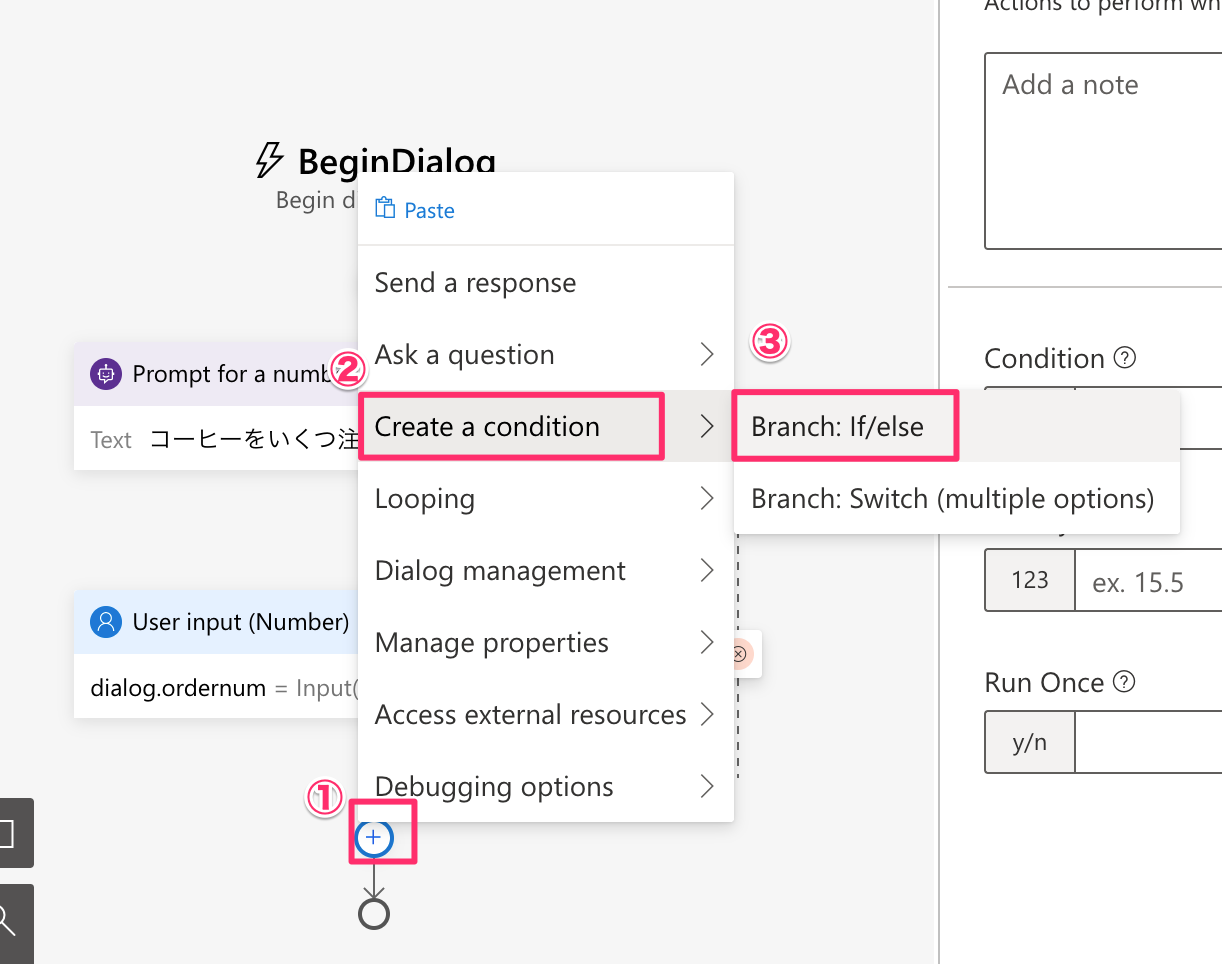 Actions to perform wh
Add a note
BeginDialog
Begin d
Paste
Send a response
Ask a question
③
Condition
Prompt for a numb
②
Text コーヒーをいくつ注
Create a condition
Branch: If/else
Looping
Branch: Switch (multiple options)
Dialog management
123
ex. 15.5
User input (Number)
Manage properties
dialog.ordernum = Input(
Run Once
Access external resources
y/n
Debugging options
①